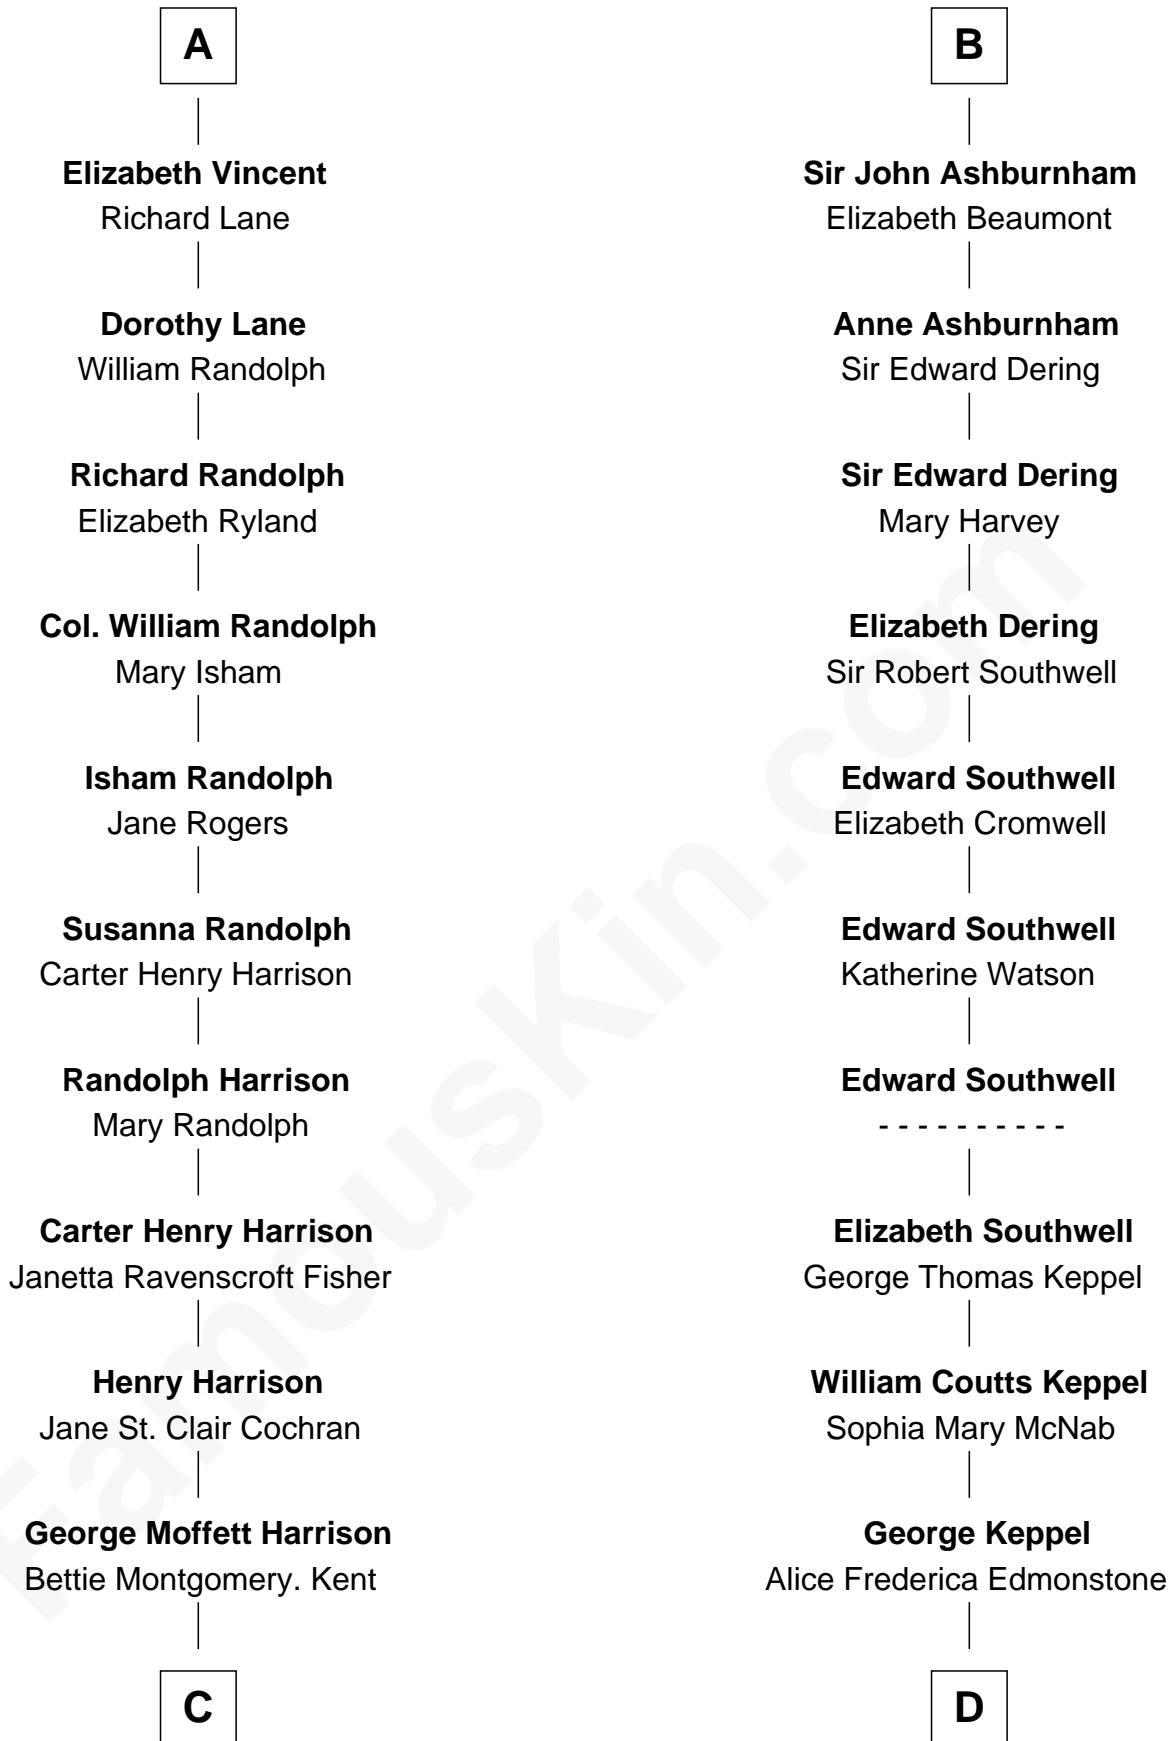 A
Elizabeth Vincent
Richard Lane
Dorothy Lane
William Randolph
Richard Randolph
Elizabeth Ryland
Col. William Randolph
Mary Isham
Isham Randolph
Jane Rogers
Susanna Randolph
Carter Henry Harrison
Randolph Harrison
Mary Randolph
Carter Henry Harrison
Janetta Ravenscroft Fisher
Henry Harrison
Jane St. Clair Cochran
George Moffett Harrison
Bettie Montgomery. Kent
C
B
Sir John Ashburnham
Elizabeth Beaumont
Anne Ashburnham
Sir Edward Dering
Sir Edward Dering
Mary Harvey
Elizabeth Dering
Sir Robert Southwell
Edward Southwell
Elizabeth Cromwell
Edward Southwell
Katherine Watson
Edward Southwell
- - - - - - - - - -
Elizabeth Southwell
George Thomas Keppel
William Coutts Keppel
Sophia Mary McNab
George Keppel
Alice Frederica Edmonstone
D
FamousKin.com